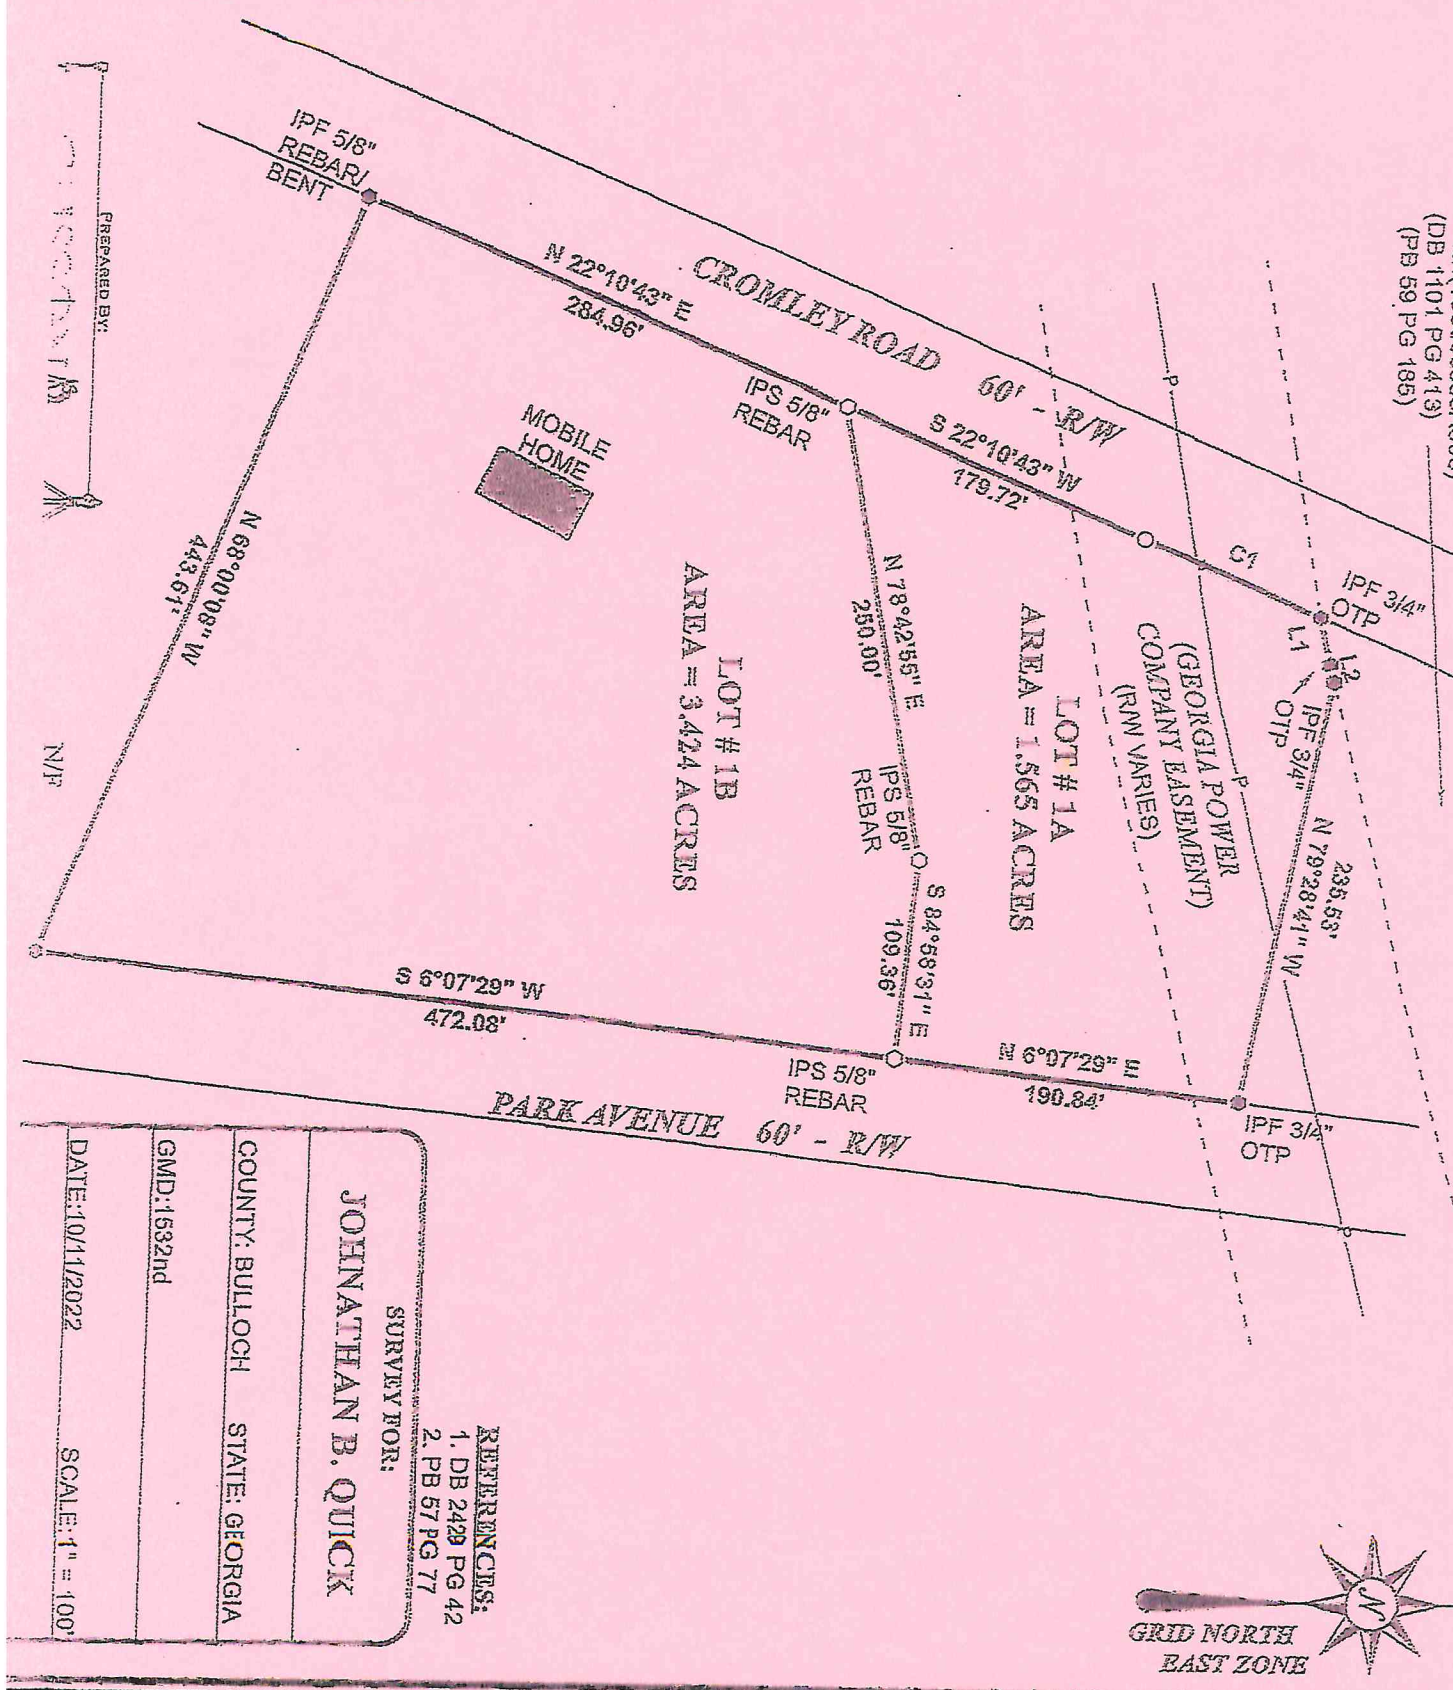 (DB 1101 PG 413)
(PB 59 PG 185)
IPF 5/8"
REBAR/
BENT
N 22°10'43" E
284.96'
CROMLEY ROAD 60' - R/W
IPS 5/8"
REBAR
S 22°10'43" W
179.72'
C1
IPF 3/4"
OTP
L1
L2
IPF 3/4"
OTP
235.53'
N 79°28'41" W
(GEORGIA POWER
COMPANY EASEMENT)
(R/W VARIES)
P
P
P
LOT # 1A
AREA = 1.565 ACRES
N 78°42'55" E
250.00'
IPS 5/8"
REBAR
S 84°58'31" E
109.36'
MOBILE
HOME
LOT # 1B
AREA = 3.424 ACRES
N 68°00'08" W
443.61'
N/F
S 6°07'29" W
472.08'
IPS 5/8"
REBAR
N 6°07'29" E
190.84'
IPF 3/4"
OTP
PARK AVENUE 60' - R/W
PREPARED BY:
REFERENCES:
1. DB 2429 PG 42
2. PB 57 PG 77
SURVEY FOR:
JOHNATHAN B. QUICK
COUNTY: BULLOCH STATE: GEORGIA
GMD:1532nd
DATE:10/11/2022 SCALE: 1" = 100'
N
GRID NORTH
EAST ZONE